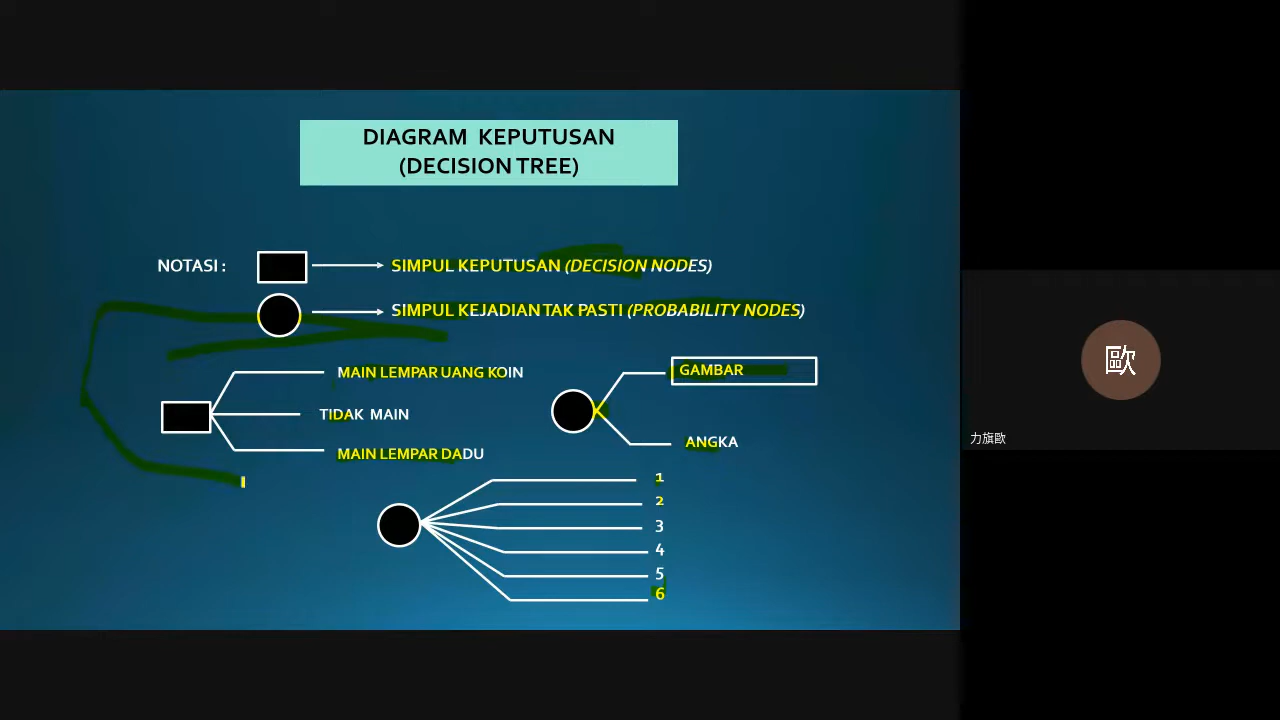 DIAGRAM KEPUTUSAN
(DECISION TREE)
NOTASI :
SIMPUL KEPUTUSAN (DECISION NODES)
SIMPUL KEJADIAN TAK PASTI (PROBABILITY NODES)
MAIN LEMPAR UANG KOIN
TIDAK MAIN
MAIN LEMPAR DADU
GAMBAR
ANGKA
1
2
3
4
5
6
歐
力旗歐